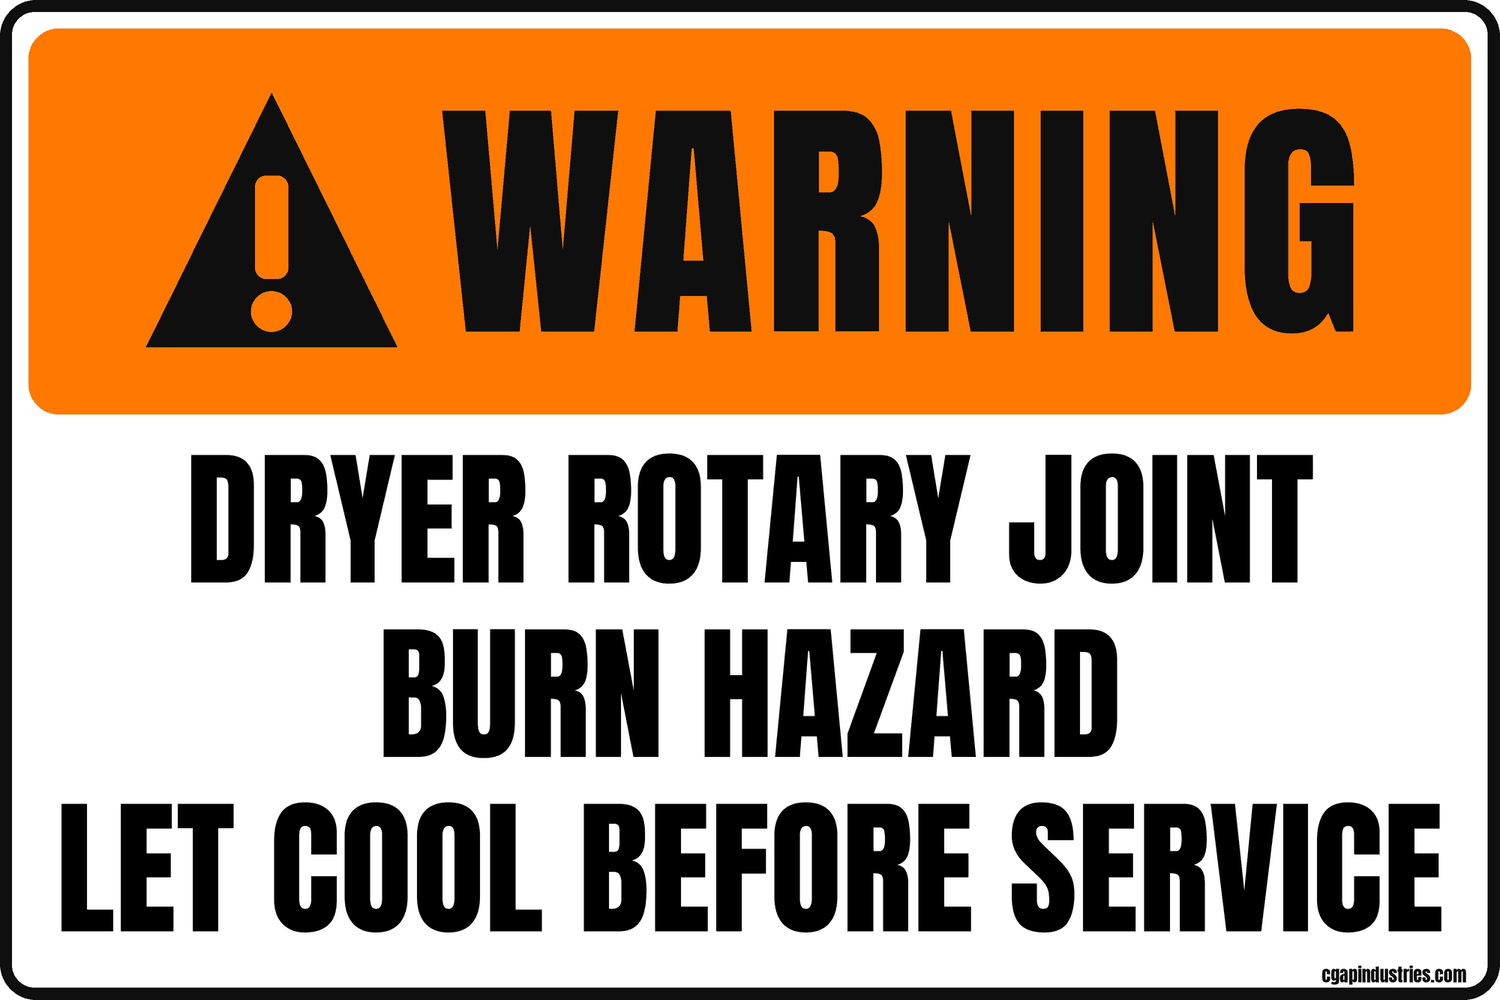 WARNING
DRYER ROTARY JOINT
BURN HAZARD
LET COOL BEFORE SERVICE
cgapindustries.com